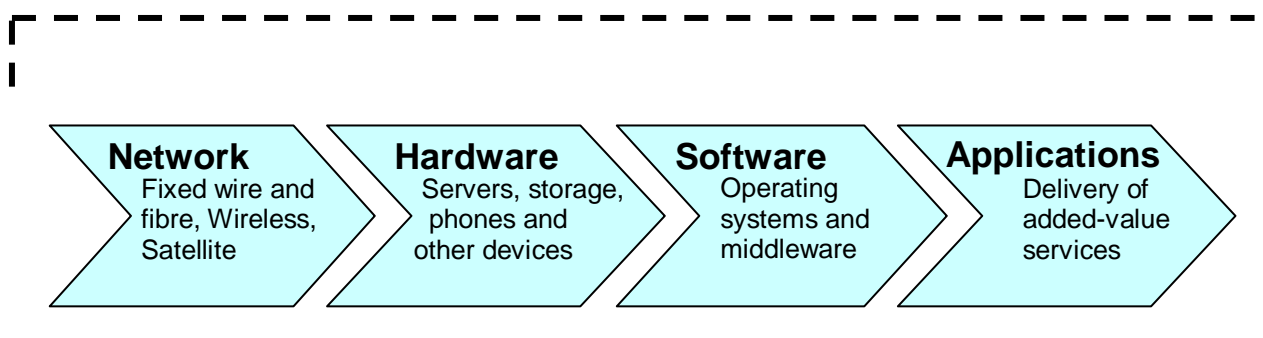 Network
Fixed wire and
fibre, Wireless,
Satellite
Hardware
Servers, storage,
phones and
other devices
Software
Operating
systems and
middleware
Applications
Delivery of
added-value
services